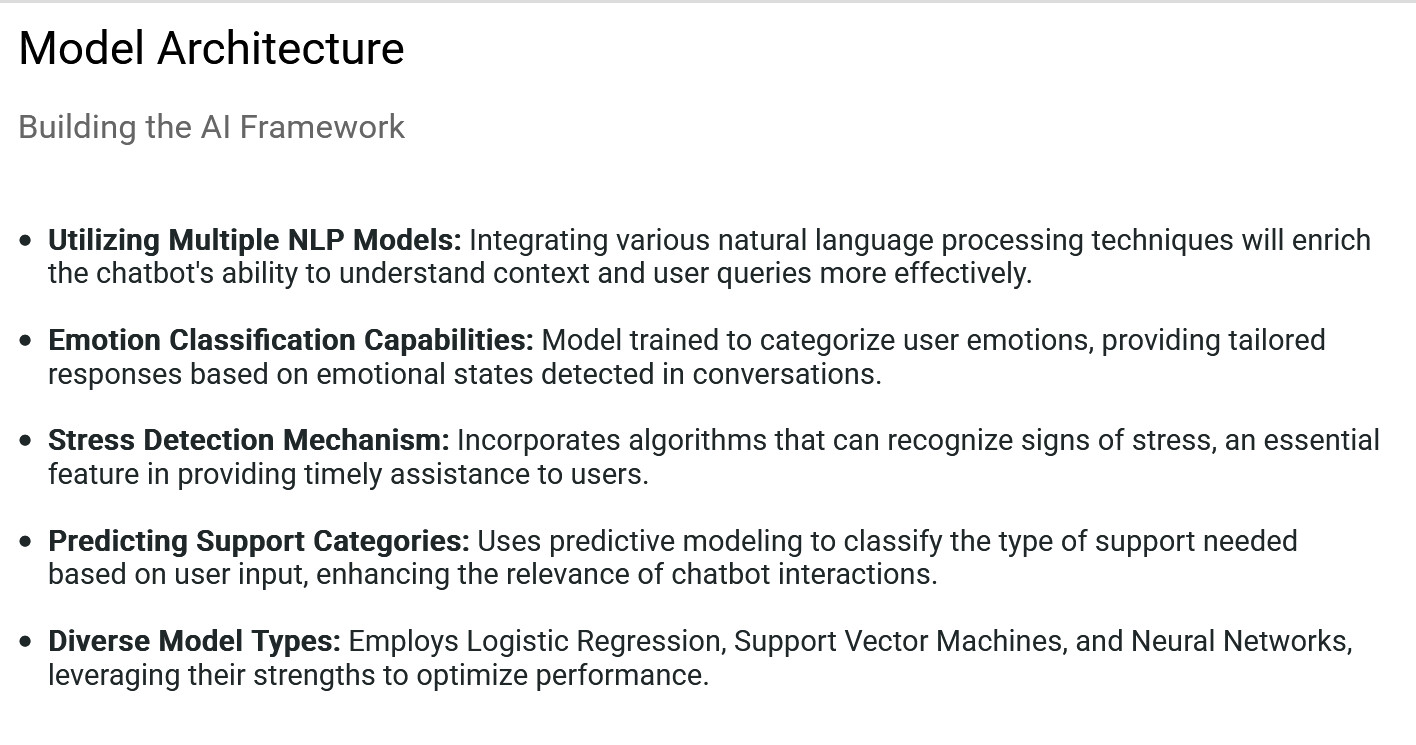 Model Architecture
Building the AI Framework
• Utilizing Multiple NLP Models: Integrating various natural language processing techniques will enrich
the chatbot's ability to understand context and user queries more effectively.
• Emotion Classification Capabilities: Model trained to categorize user emotions, providing tailored
responses based on emotional states detected in conversations.
• Stress Detection Mechanism: Incorporates algorithms that can recognize signs of stress, an essential
feature in providing timely assistance to users.
• Predicting Support Categories: Uses predictive modeling to classify the type of support needed
based on user input, enhancing the relevance of chatbot interactions.
• Diverse Model Types: Employs Logistic Regression, Support Vector Machines, and Neural Networks,
leveraging their strengths to optimize performance.